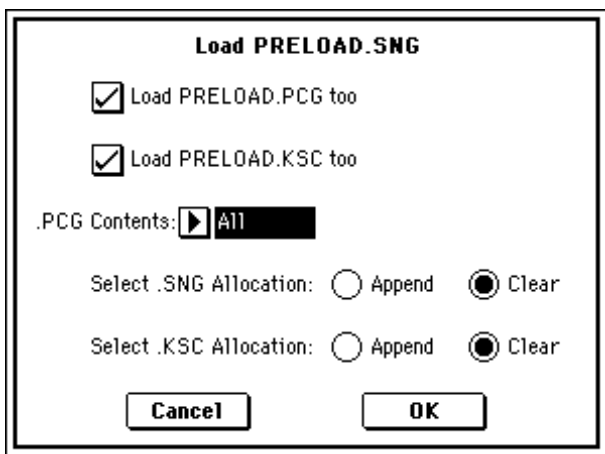 Load PRELOAD.SNG
Load PRELOAD.PCG too
Load PRELOAD.KSC too
.PCG Contents: All
Select .SNG Allocation: Append Clear
Select .KSC Allocation: Append Clear
Cancel OK